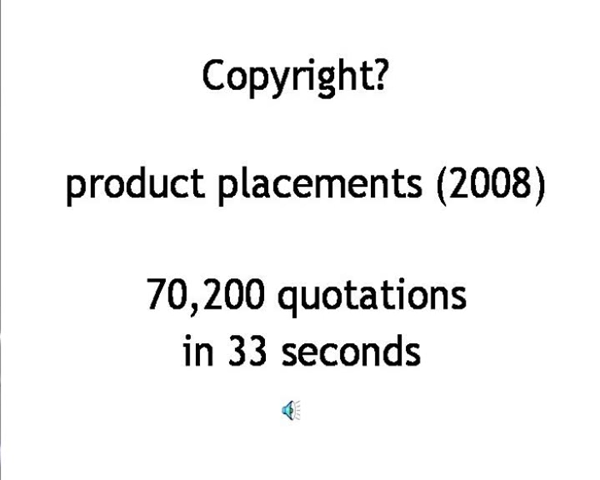 Copyright?
product placements (2008)
70,200 quotations
in 33 seconds